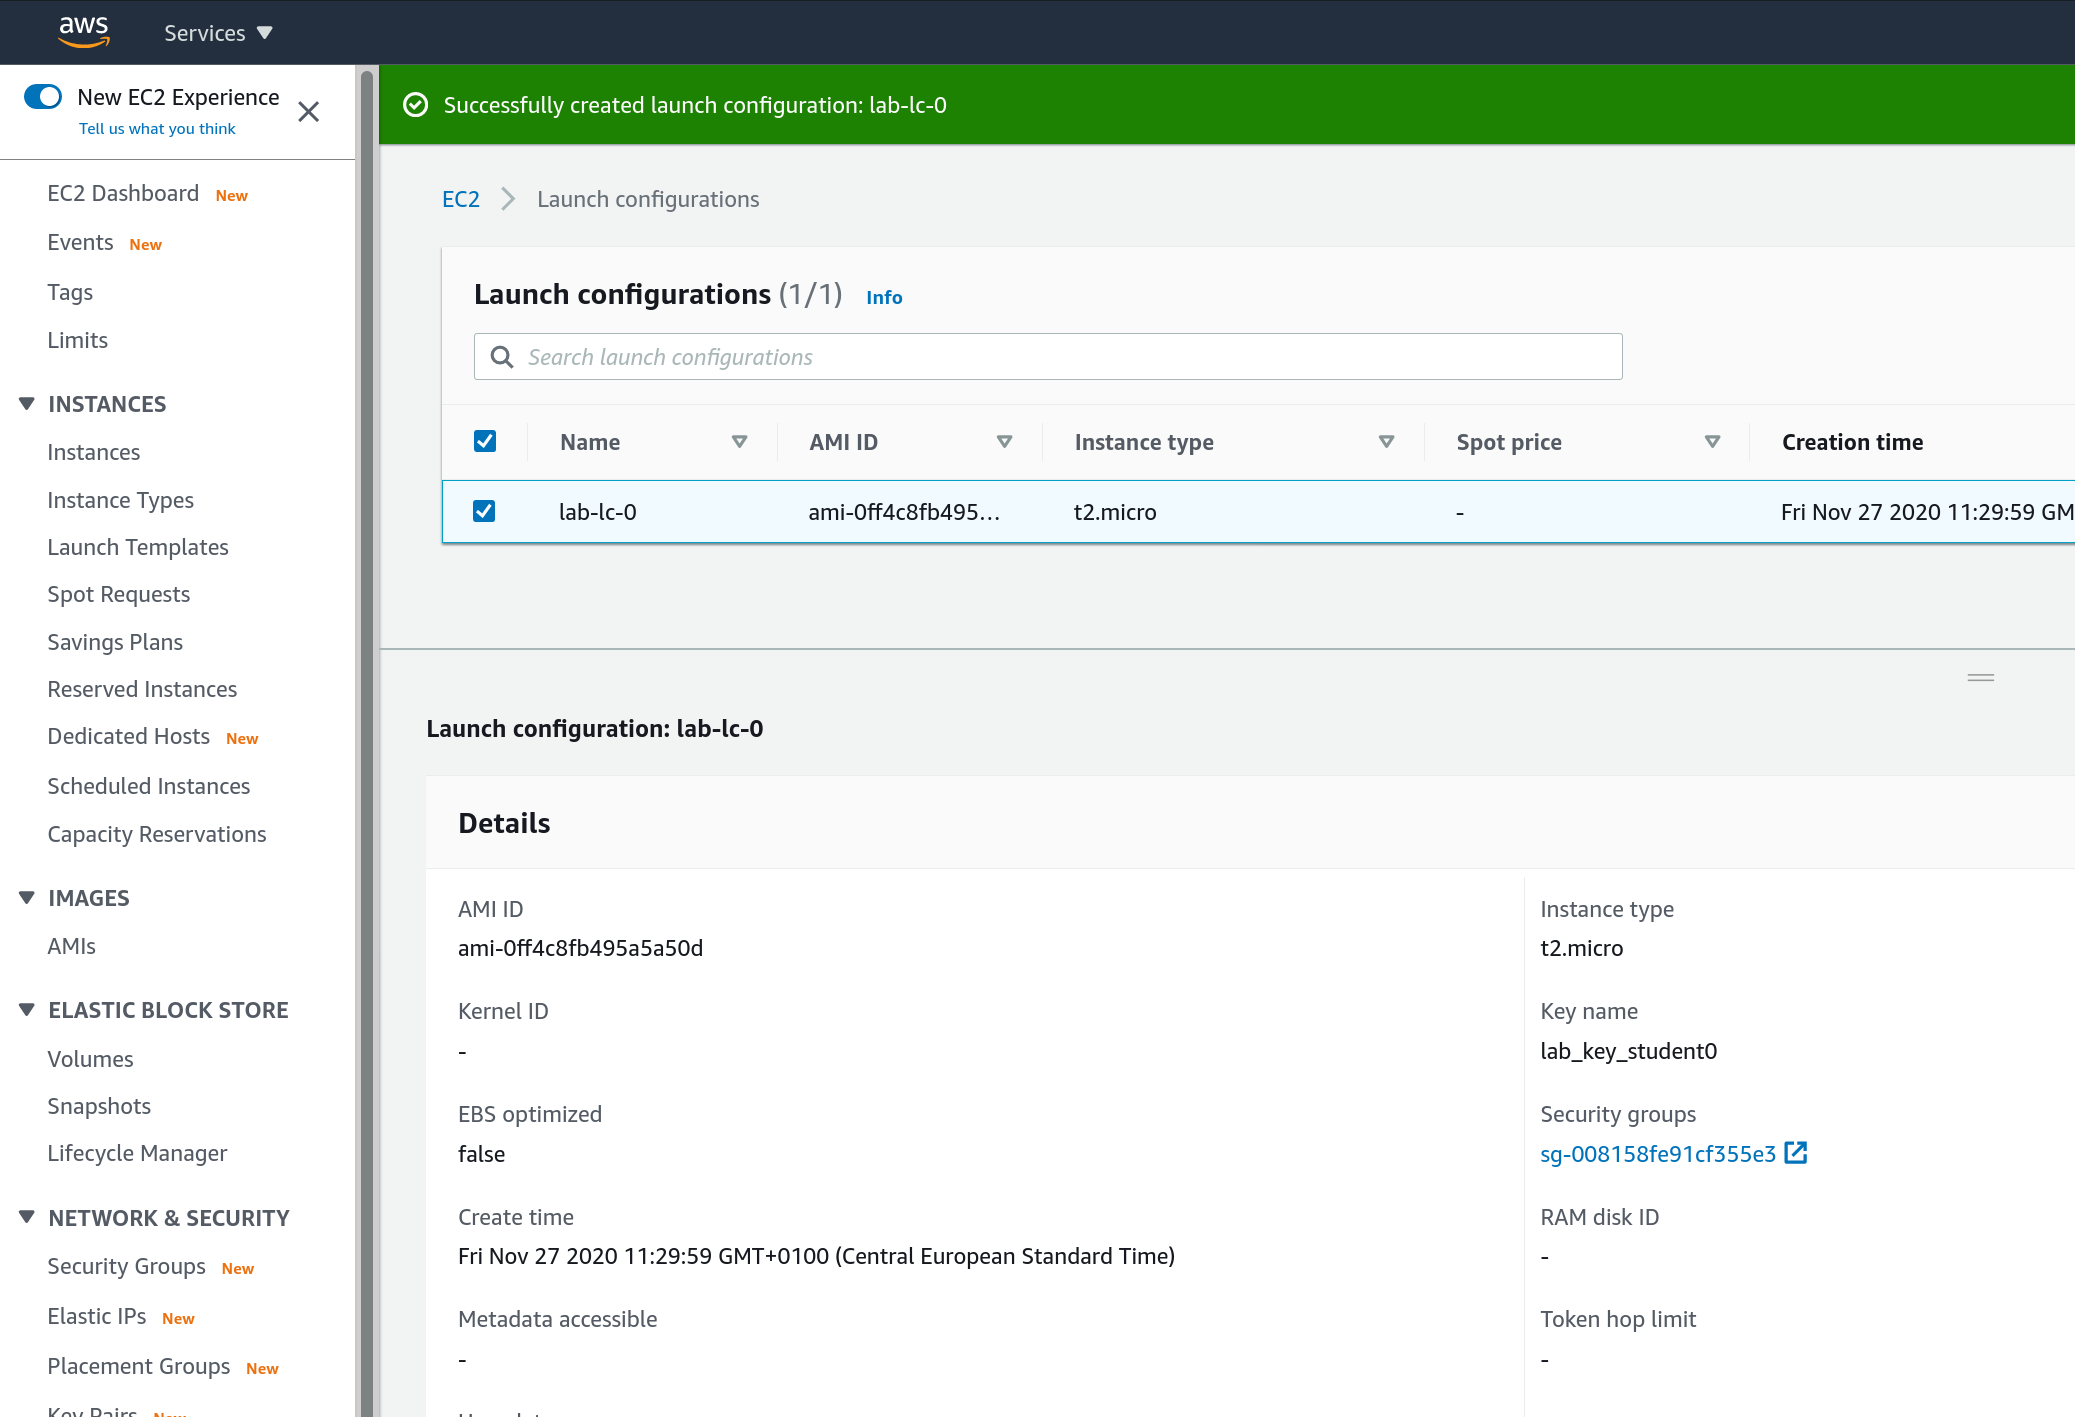 aws
Services
New EC2 Experience
Tell us what you think
EC2 Dashboard New
Events New
Tags
Limits
INSTANCES
Instances
Instance Types
Launch Templates
Spot Requests
Savings Plans
Reserved Instances
Dedicated Hosts New
Scheduled Instances
Capacity Reservations
IMAGES
AMIs
ELASTIC BLOCK STORE
Volumes
Snapshots
Lifecycle Manager
NETWORK & SECURITY
Security Groups New
Elastic IPs New
Placement Groups New
Key Pairs New
Successfully created launch configuration: lab-lc-0
EC2 Launch configurations
Launch configurations (1/1) Info
Search launch configurations
Name AMI ID Instance type Spot price Creation time
lab-lc-0 ami-0ff4c8fb495... t2.micro - Fri Nov 27 2020 11:29:59 GM
Launch configuration: lab-lc-0
Details
AMI ID
ami-0ff4c8fb495a5a50d
Kernel ID
-
EBS optimized
false
Create time
Fri Nov 27 2020 11:29:59 GMT+0100 (Central European Standard Time)
Metadata accessible
-
Instance type
t2.micro
Key name
lab_key_student0
Security groups
sg-008158fe91cf355e3
RAM disk ID
-
Token hop limit
-